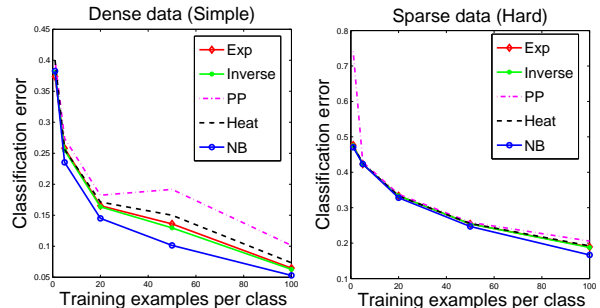 Dense data (Simple)
Classification error
0.45
0.4
0.35
0.3
0.25
0.2
0.15
0.1
0.05
0
20
40
60
80
100
Training examples per class
Exp
Inverse
PP
Heat
NB
Sparse data (Hard)
Classification error
0.8
0.7
0.6
0.5
0.4
0.3
0.2
0.1
0
20
40
60
80
100
Training examples per class
Exp
Inverse
PP
Heat
NB